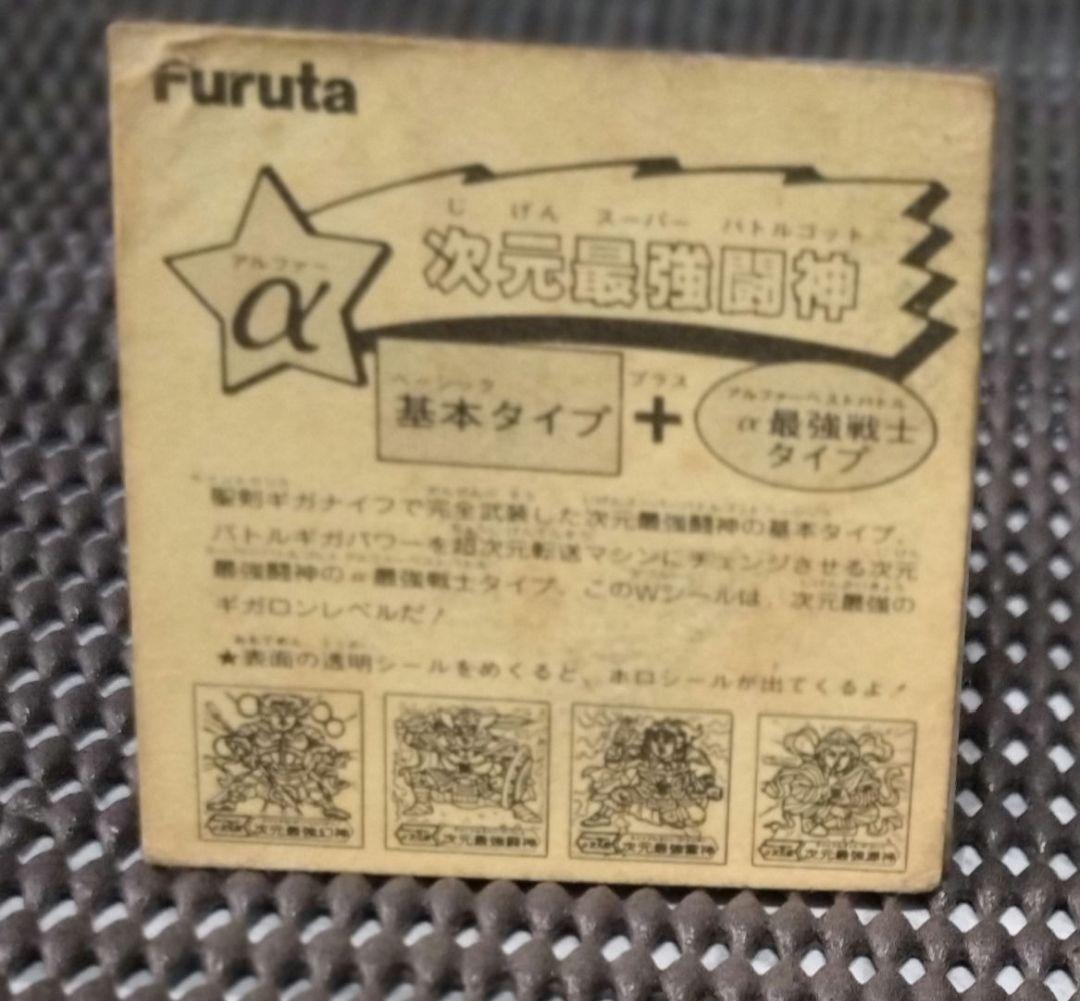 Furuta
じ げん スーパー バトルゴット
次元最強闘神
アルファー
α
ベーシック
基本タイプ
プラス
+
アルファーベストバトル
α最強戦士
タイプ
聖剣ギガナイフで完全武装した次元最強闘神の基本タイプ。
バトルギガパワーを超次元転送マシンにチェンジさせる次元
最強闘神のα最強戦士タイプ。このWシールは、次元最強の
ギガロンレベルだ!
★表面の透明シールをめくると、ホロシールが出てくるよ!
次元最強幻神
次元最強闘神
次元最強雷神
次元最強源神